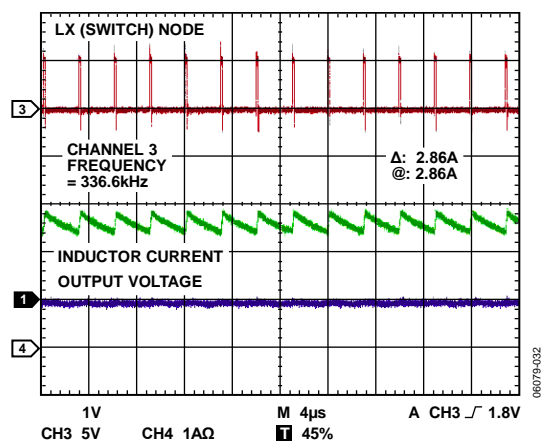 LX (SWITCH) NODE
3
CHANNEL 3
FREQUENCY
= 336.6kHz
Δ: 2.86A
@: 2.86A
INDUCTOR CURRENT
OUTPUT VOLTAGE
1
4
1V M 4µs A CH3 1.8V
CH3 5V CH4 1AΩ T 45%
06079-032